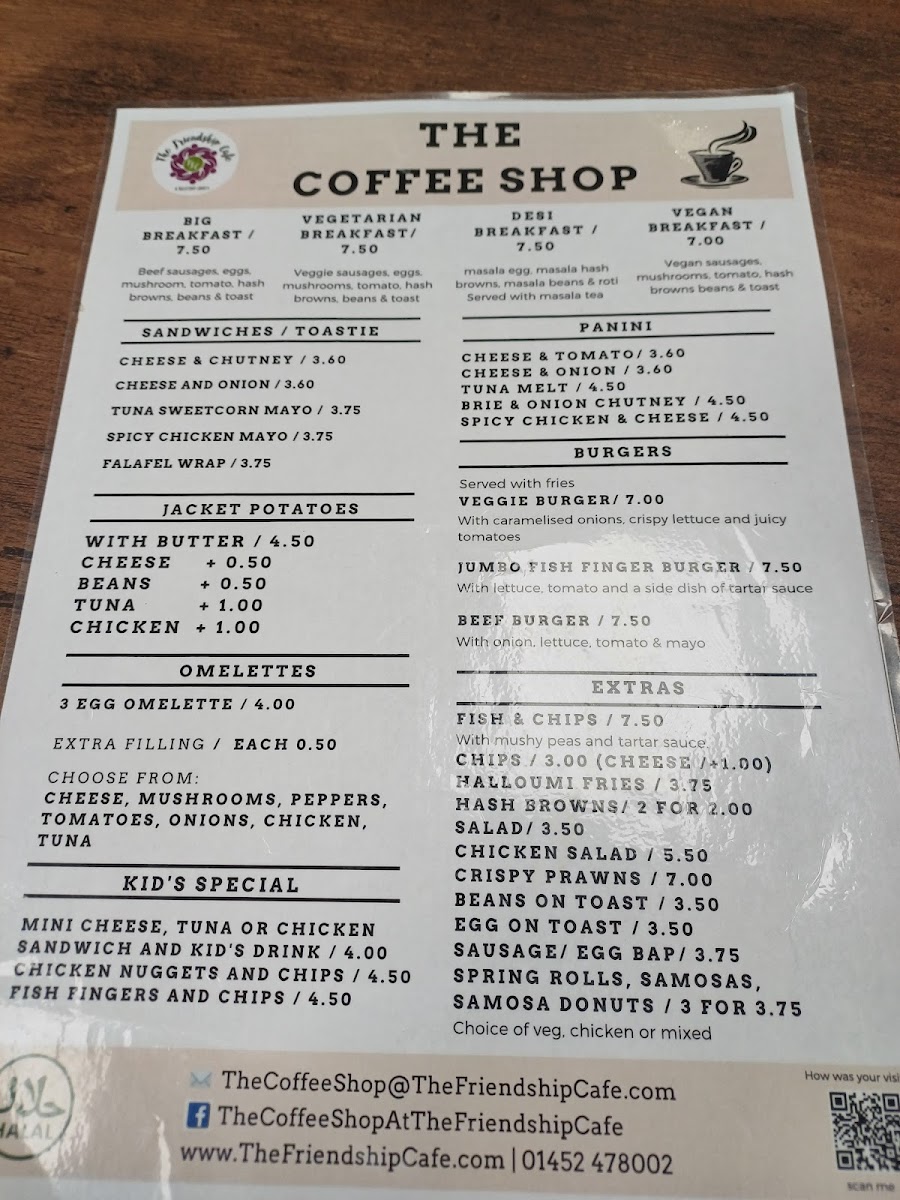 The Friendship Cafe
THE
COFFEE SHOP
BIG
BREAKFAST /
7.50
Beef sausages, eggs,
mushroom, tomato, hash
browns, beans & toast
VEGETARIAN
BREAKFAST/
7.50
Veggie sausages, eggs,
mushrooms, tomato, hash
browns, beans & toast
DESI
BREAKFAST /
7.50
masala egg, masala hash
browns, masala beans & roti
Served with masala tea
VEGAN
BREAKFAST /
7.00
Vegan sausages,
mushrooms, tomato, hash
browns beans & toast
SANDWICHES / TOASTIE
CHEESE & CHUTNEY / 3.60
CHEESE AND ONION / 3.60
TUNA SWEETCORN MAYO / 3.75
SPICY CHICKEN MAYO / 3.75
FALAFEL WRAP / 3.75
JACKET POTATOES
WITH BUTTER / 4.50
CHEESE + 0.50
BEANS + 0.50
TUNA + 1.00
CHICKEN + 1.00
OMELETTES
3 EGG OMELETTE / 4.00
EXTRA FILLING / EACH 0.50
CHOOSE FROM:
CHEESE, MUSHROOMS, PEPPERS,
TOMATOES, ONIONS, CHICKEN,
TUNA
KID'S SPECIAL
MINI CHEESE, TUNA OR CHICKEN
SANDWICH AND KID'S DRINK / 4.00
CHICKEN NUGGETS AND CHIPS / 4.50
FISH FINGERS AND CHIPS / 4.50
PANINI
CHEESE & TOMATO/ 3.60
CHEESE & ONION / 3.60
TUNA MELT / 4.50
BRIE & ONION CHUTNEY / 4.50
SPICY CHICKEN & CHEESE / 4.50
BURGERS
Served with fries
VEGGIE BURGER/ 7.00
With caramelised onions, crispy lettuce and juicy
tomatoes
JUMBO FISH FINGER BURGER / 7.50
With lettuce, tomato and a side dish of tartar sauce
BEEF BURGER / 7.50
With onion, lettuce, tomato & mayo
EXTRAS
FISH & CHIPS / 7.50
With mushy peas and tartar sauce.
CHIPS / 3.00 (CHEESE /+1.00)
HALLOUMI FRIES / 3.75
HASH BROWNS/ 2 FOR 2.00
SALAD/ 3.50
CHICKEN SALAD / 5.50
CRISPY PRAWNS / 7.00
BEANS ON TOAST / 3.50
EGG ON TOAST / 3.50
SAUSAGE/ EGG BAP/ 3.75
SPRING ROLLS, SAMOSAS,
SAMOSA DONUTS / 3 FOR 3.75
Choice of veg, chicken or mixed
حلال
HALAL
TheCoffeeShop@TheFriendshipCafe.com
TheCoffeeShopAtTheFriendshipCafe
www.TheFriendshipCafe.com | 01452 478002
How was your visi
scan me